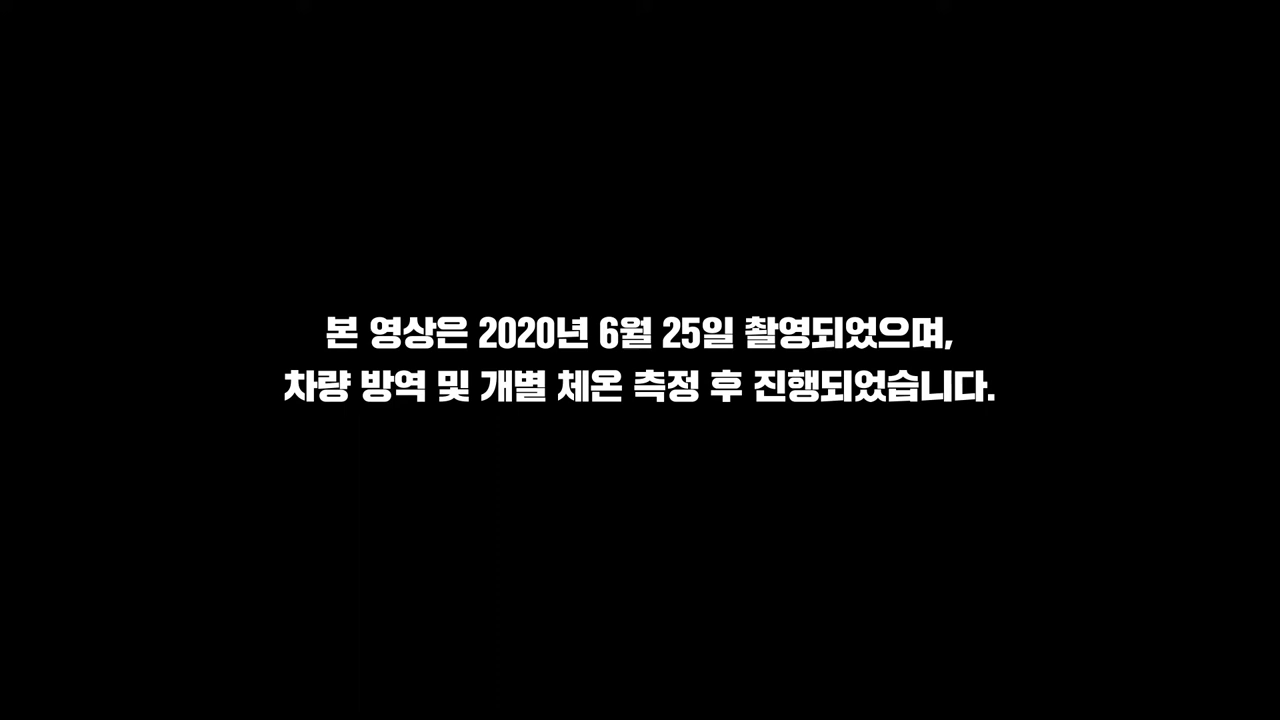 본 영상은 2020년 6월 25일 촬영되었으며,
차량 방역 및 개별 체온 측정 후 진행되었습니다.